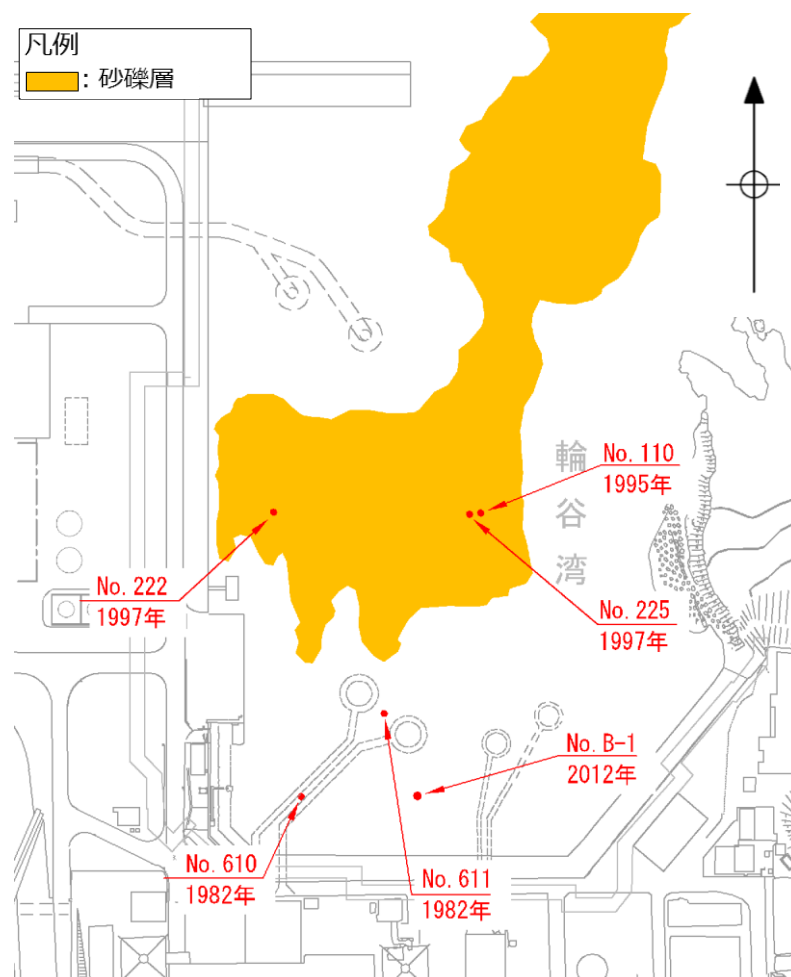 凡例
: 砂礫層
輪谷湾
No. 110
1995年
No. 222
1997年
No. 225
1997年
No. B-1
2012年
No. 610
1982年
No. 611
1982年